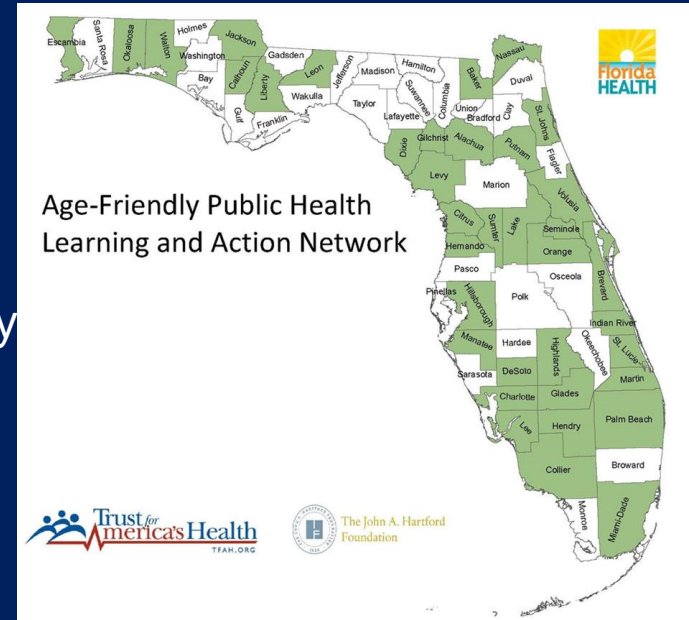 Holmes
Jackson
Escambia
Santa Rosa
Okaloosa
Walton
Washington
Gadsden
Hamilton
Nassau
Bay
Calhoun
Liberty
Leon
Jefferson
Madison
Baker
Duval
Florida
HEALTH
Gulf
Franklin
Wakulla
Taylor
Suwannee
Columbia
Union
Bradford
Clay
St. Johns
Lafayette
Dixie
Gilchrist
Alachua
Putnam
Flagler
Levy
Marion
Volusia
Age-Friendly Public Health
Learning and Action Network
Citrus
Sumter
Lake
Seminole
Hernando
Orange
Pasco
Osceola
Brevard
y
Pinellas
Hillsborough
Polk
Indian River
Manatee
Hardee
Highlands
Okeechobee
St. Lucie
Sarasota
DeSoto
Martin
Charlotte
Glades
Lee
Hendry
Palm Beach
Collier
Broward
Monroe
Miami-Dade
Trust for
America's Health
TFAH.ORG
The John A. Hartford
Foundation